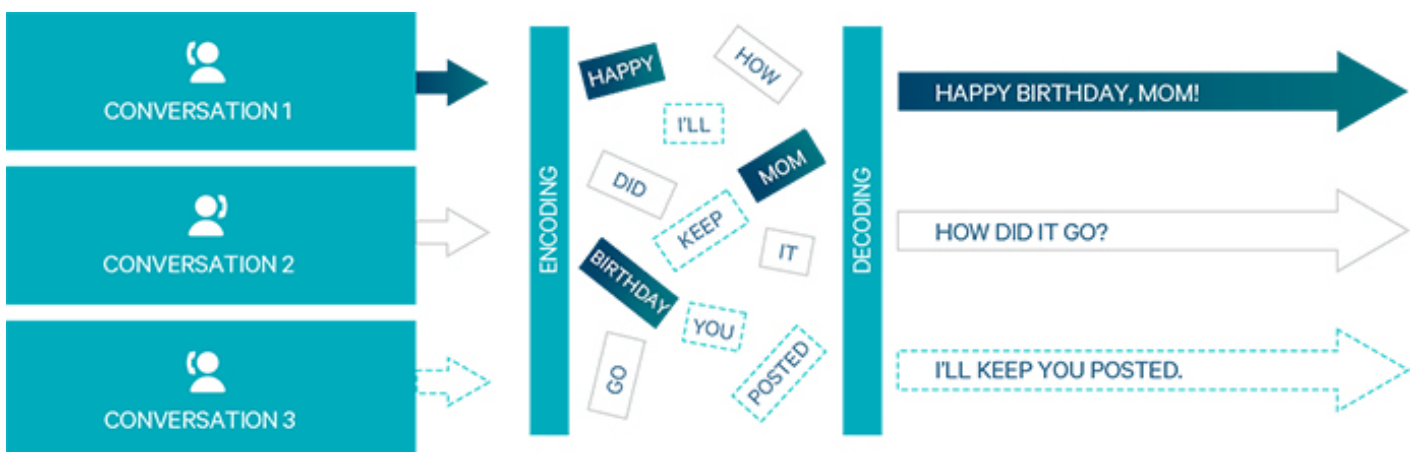 CONVERSATION 1
CONVERSATION 2
CONVERSATION 3
ENCODING
HAPPY
HOW
I'LL
MOM
DID
KEEP
IT
BIRTHDAY
YOU
GO
POSTED
DECODING
HAPPY BIRTHDAY, MOM!
HOW DID IT GO?
I'LL KEEP YOU POSTED.